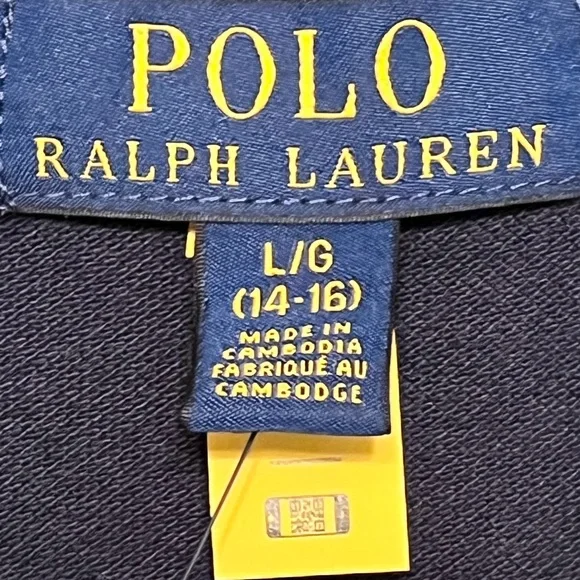 POLO
RALPH LAUREN
L/G
(14-16)
MADE IN
CAMBODIA
FABRIQUÉ AU
CAMBODGE